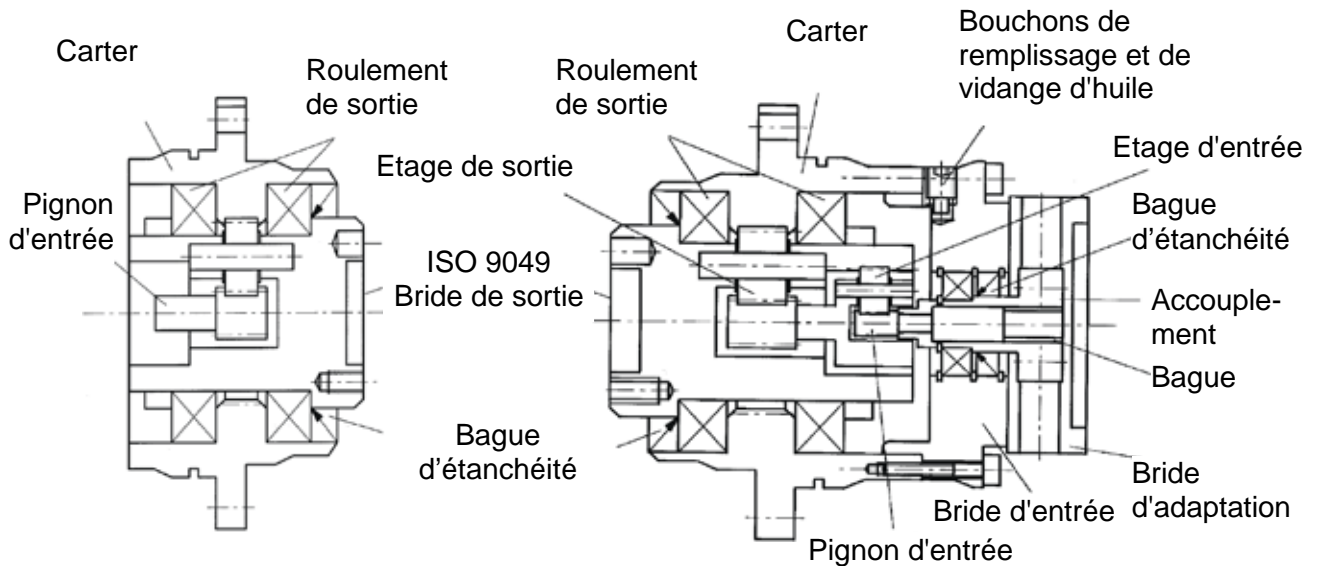 Carter
Roulement
de sortie
Pignon
d'entrée
Roulement
de sortie
Carter
Bouchons de
remplissage et de
vidange d'huile
Etage de sortie
Etage d'entrée
Bague
d’étanchéité
ISO 9049
Bride de sortie
Accouple-
ment
Bague
Bague
d’étanchéité
Bride
d'adaptation
Bride d'entrée
Pignon d'entrée